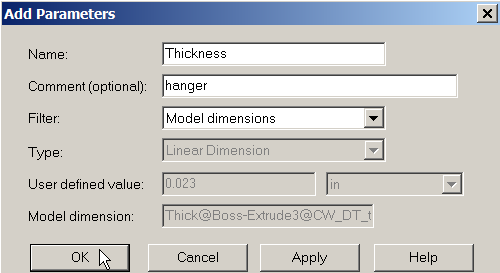 Add Parameters
Name: Thickness
Comment (optional): hanger
Filter: Model dimensions
Type: Linear Dimension
User defined value: 0.023 in
Model dimension: Thick@Boss-Extrude3@CW_DT_t
OK Cancel Apply Help